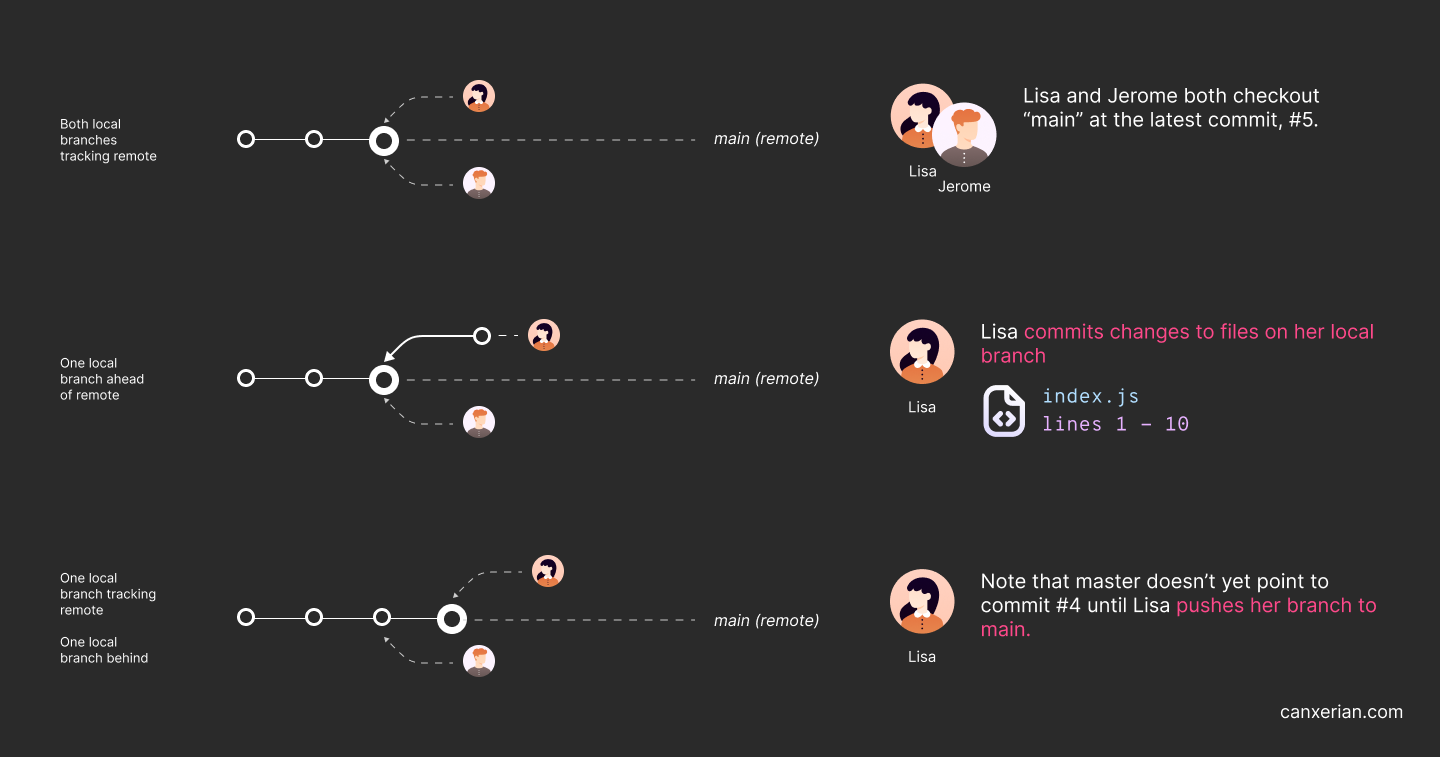 Both local
branches
tracking remote
main (remote)
Lisa and Jerome both checkout
“main” at the latest commit, #5.
Lisa
Jerome
One local
branch ahead
of remote
main (remote)
Lisa commits changes to files on her local
branch
index.js
lines 1 – 10
Lisa
One local
branch tracking
remote
One local
branch behind
main (remote)
Note that master doesn’t yet point to
commit #4 until Lisa pushes her branch to
main.
Lisa
canxerian.com